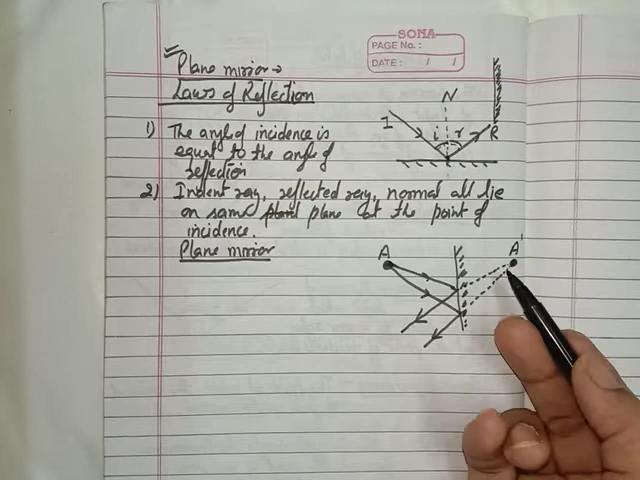 SONA
PAGE No.:
DATE: / /
Plane mirror →
Laws of Reflection
N
I
i
r
R
1) The angle of incidence is
equal to the angle of
reflection
2) Indent ray, reflected ray, normal all lie
on same plane at the point of
incidence.
Plane mirror
A
A'